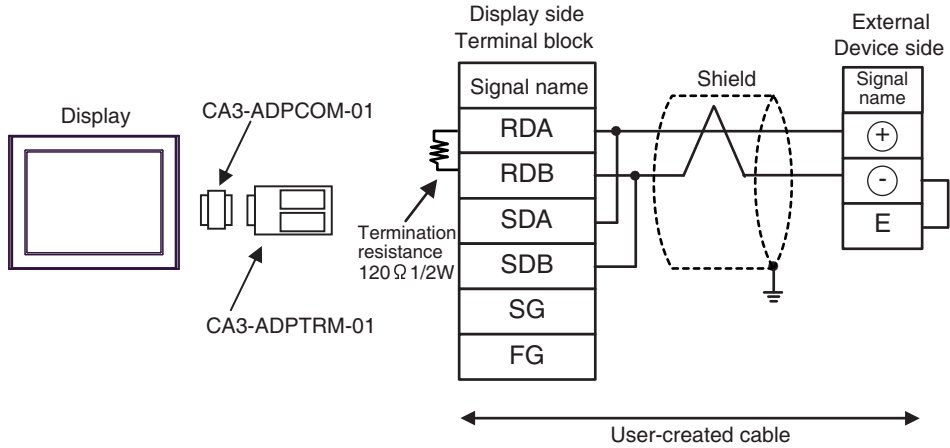 Display side
Terminal block
External
Device side
Signal name
Shield
Signal
name
Display
CA3-ADPCOM-01
RDA
+
RDB
-
SDA
E
Termination
resistance
120Ω 1/2W
SDB
SG
CA3-ADPTRM-01
FG
User-created cable